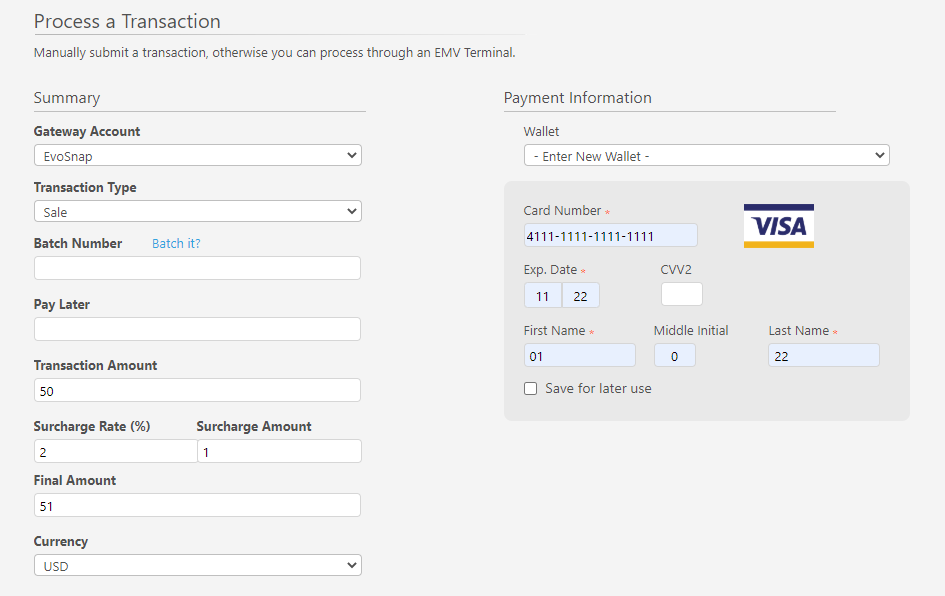 Process a Transaction
Manually submit a transaction, otherwise you can process through an EMV Terminal.
Summary
Gateway Account
EvoSnap
Transaction Type
Sale
Batch Number Batch it?
Pay Later
Transaction Amount
50
Surcharge Rate (%) Surcharge Amount
2 1
Final Amount
51
Currency
USD
Payment Information
Wallet
- Enter New Wallet -
Card Number *
VISA
4111-1111-1111-1111
Exp. Date * CVV2
11 22
First Name * Middle Initial Last Name *
01 0 22
Save for later use